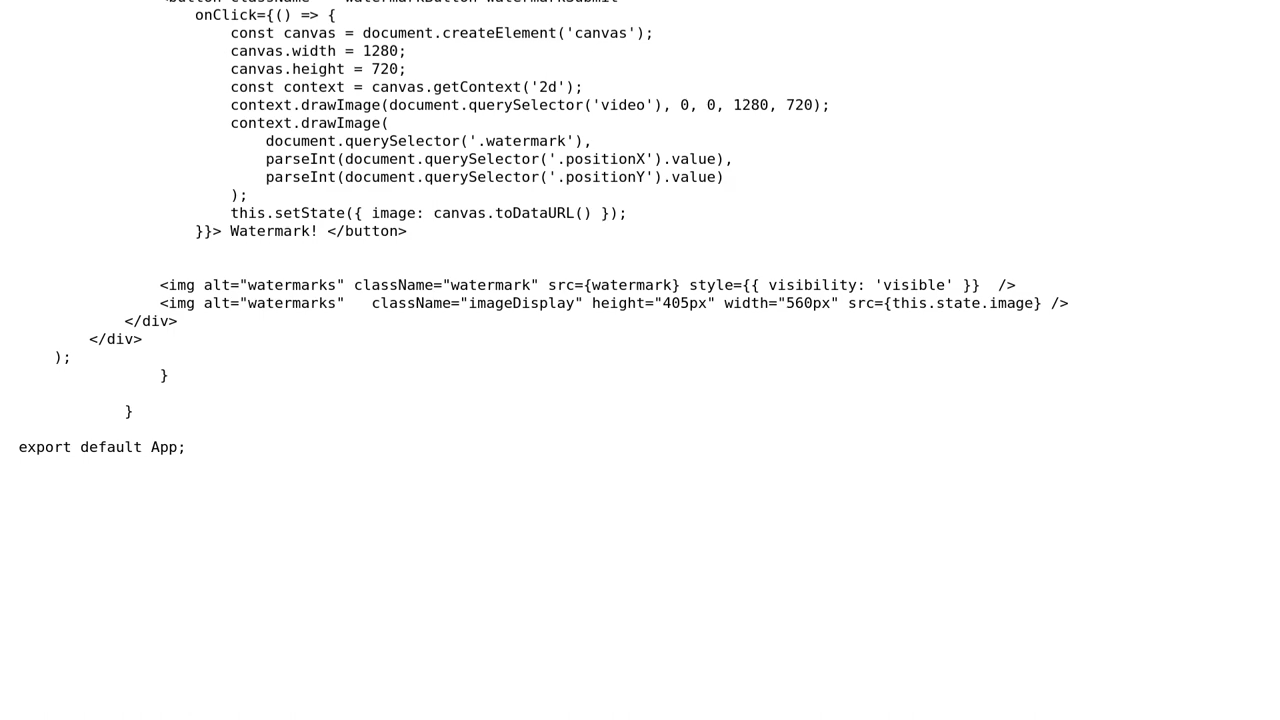 <button className = "watermarkButton watermarkSubmit"
onClick={() => {
const canvas = document.createElement('canvas');
canvas.width = 1280;
canvas.height = 720;
const context = canvas.getContext('2d');
context.drawImage(document.querySelector('video'), 0, 0, 1280, 720);
context.drawImage(
document.querySelector('.watermark'),
parseInt(document.querySelector('.positionX').value),
parseInt(document.querySelector('.positionY').value)
);
this.setState({ image: canvas.toDataURL() });
}}> Watermark! </button>
<img alt="watermarks" className="watermark" src={watermark} style={{ visibility: 'visible' }}  />
<img alt="watermarks"   className="imageDisplay" height="405px" width="560px" src={this.state.image} />
</div>
</div>
);
}
}
export default App;